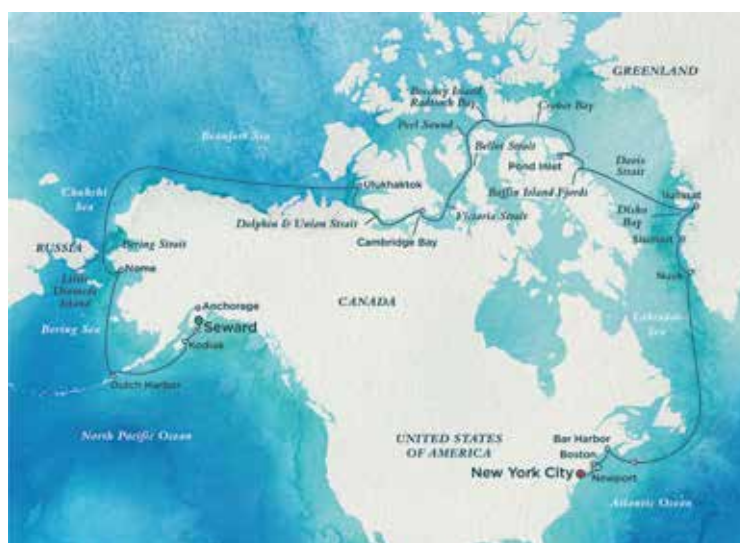 GREENLAND
Beechey Island
Radstock Bay
Croker Bay
Peel Sound
Beaufort Sea
Bellot Strait
Pond Inlet
Davis
Strait
Ulukhaktok
Chukchi
Sea
Baffin Island Fjords
Ilulissat
Disko
Bay
Dolphin & Union Strait
Victoria Strait
Cambridge Bay
Sisimiut
RUSSIA
Bering Strait
Nome
Nuuk
Little
Diomede
Island
CANADA
Anchorage
Seward
Bering Sea
Labrador
Sea
Kodiak
Dutch Harbor
North Pacific Ocean
UNITED STATES
OF AMERICA
Bar Harbor
Boston
New York City
Newport
Atlantic Ocean